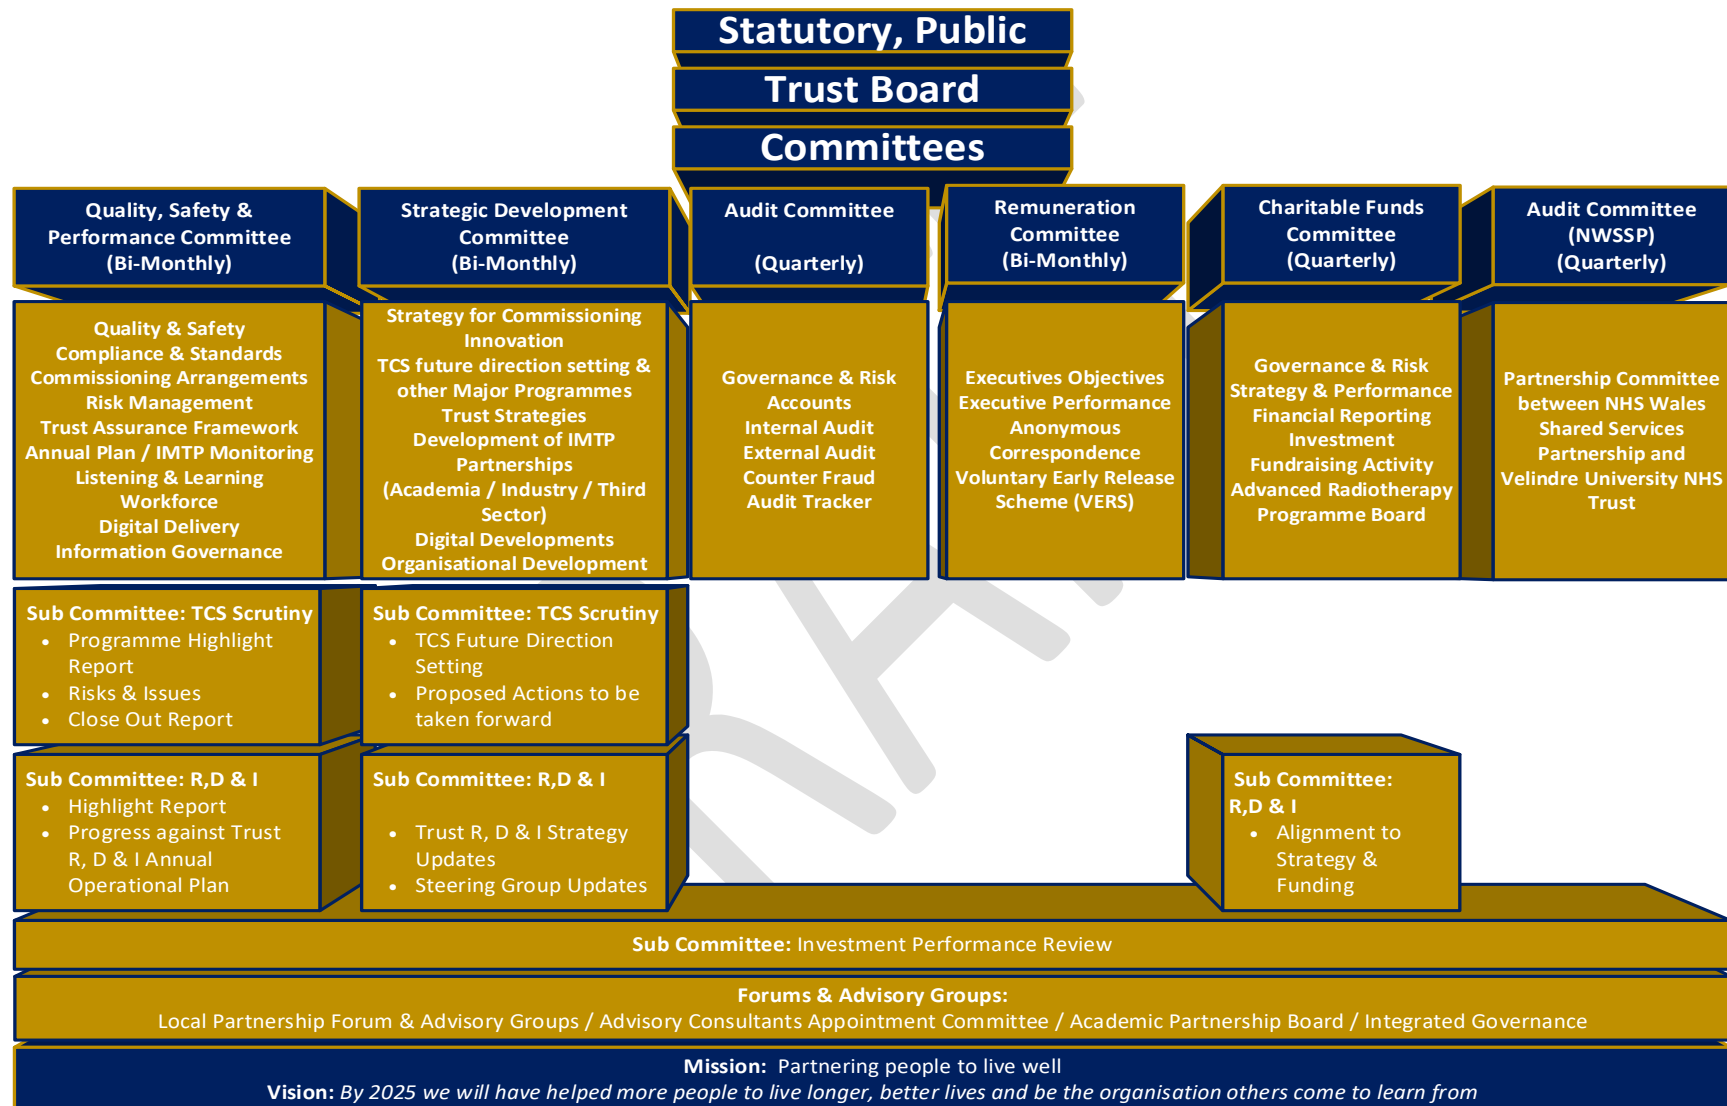 Statutory, Public
Trust Board
Committees
Quality, Safety &
Performance Committee
(Bi-Monthly)
Strategic Development
Committee
(Bi-Monthly)
Audit Committee
(Quarterly)
Remuneration
Committee
(Bi-Monthly)
Charitable Funds
Committee
(Quarterly)
Audit Committee
(NWSSP)
(Quarterly)
Quality & Safety
Compliance & Standards
Commissioning Arrangements
Risk Management
Trust Assurance Framework
Annual Plan / IMTP Monitoring
Listening & Learning
Workforce
Digital Delivery
Information Governance
Strategy for Commissioning
Innovation
TCS future direction setting &
other Major Programmes
Trust Strategies
Development of IMTP
Partnerships
(Academia / Industry / Third
Sector)
Digital Developments
Organisational Development
Governance & Risk
Accounts
Internal Audit
External Audit
Counter Fraud
Audit Tracker
Executives Objectives
Executive Performance
Anonymous
Correspondence
Voluntary Early Release
Scheme (VERS)
Governance & Risk
Strategy & Performance
Financial Reporting
Investment
Fundraising Activity
Advanced Radiotherapy
Programme Board
Partnership Committee
between NHS Wales
Shared Services
Partnership and
Velindre University NHS
Trust
Sub Committee: TCS Scrutiny
• Programme Highlight
Report
• Risks & Issues
• Close Out Report
Sub Committee: TCS Scrutiny
• TCS Future Direction
Setting
• Proposed Actions to be
taken forward
Sub Committee: R,D & I
• Highlight Report
• Progress against Trust
R, D & I Annual
Operational Plan
Sub Committee: R,D & I
• Trust R, D & I Strategy
Updates
• Steering Group Updates
Sub Committee:
R,D & I
• Alignment to
Strategy &
Funding
Sub Committee: Investment Performance Review
Forums & Advisory Groups:
Local Partnership Forum & Advisory Groups / Advisory Consultants Appointment Committee / Academic Partnership Board / Integrated Governance
Mission: Partnering people to live well
Vision: By 2025 we will have helped more people to live longer, better lives and be the organisation others come to learn from